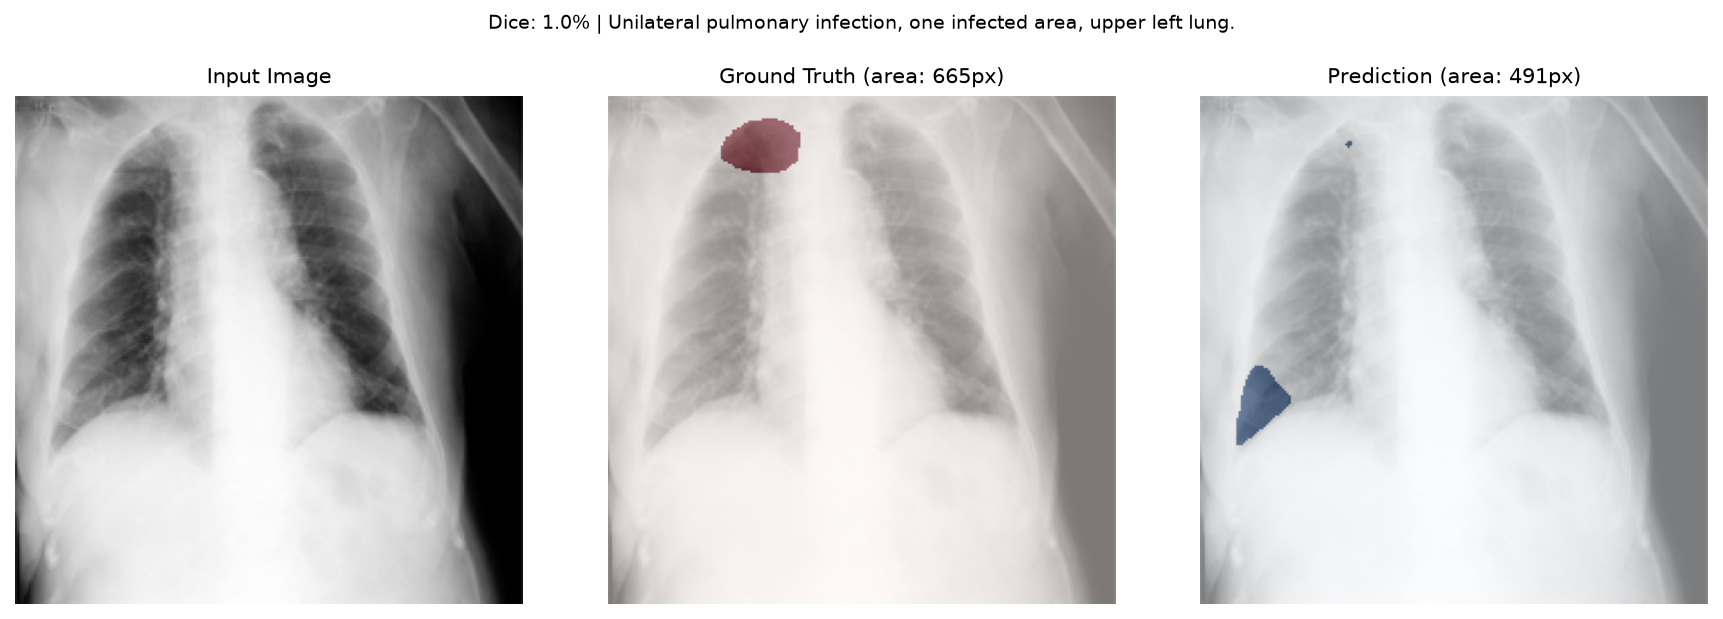 Dice: 1.0% | Unilateral pulmonary infection, one infected area, upper left lung.
Input Image
Ground Truth (area: 665px)
Prediction (area: 491px)